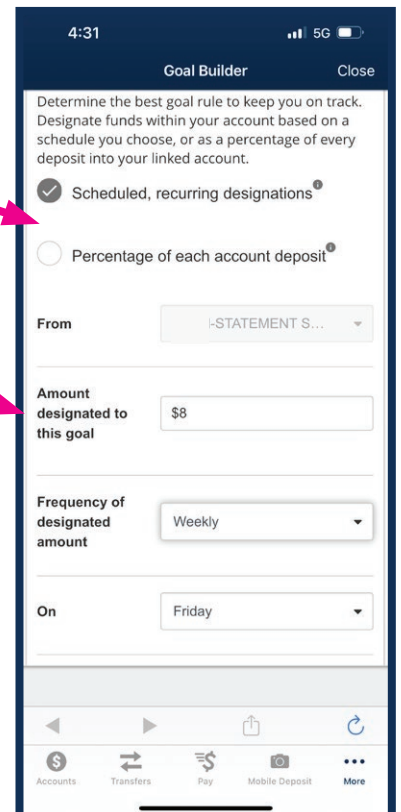 4:31
5G
Goal Builder
Close
Determine the best goal rule to keep you on track.
Designate funds within your account based on a
schedule you choose, or as a percentage of every
deposit into your linked account.
Scheduled, recurring designations
Percentage of each account deposit
From
-STATEMENT S...
Amount
designated to
this goal
$8
Frequency of
designated
amount
Weekly
On
Friday
Accounts
Transfers
Pay
Mobile Deposit
More